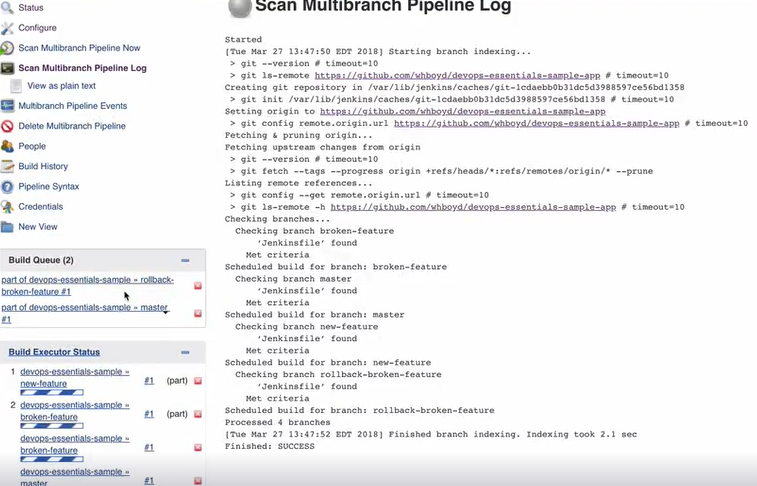 Status
Configure
Scan Multibranch Pipeline Now
Scan Multibranch Pipeline Log
View as plain text
Multibranch Pipeline Events
Delete Multibranch Pipeline
People
Build History
Pipeline Syntax
Credentials
New View
Build Queue (2)
part of devops-essentials-sample » rollback-
broken-feature #1
part of devops-essentials-sample » master
#1
Build Executor Status
1 devops-essentials-sample » #1 (part)
new-feature
2 devops-essentials-sample » #1 (part)
broken-feature
devops-essentials-sample » #1
broken-feature
devops-essentials-sample » #1
master
Scan Multibranch Pipeline Log
Started
[Tue Mar 27 13:47:50 EDT 2018] Starting branch indexing...
> git --version # timeout=10
> git ls-remote https://github.com/whboyd/devops-essentials-sample-app # timeout=10
Creating git repository in /var/lib/jenkins/caches/git-1cdaebb0b31dc5d3988597ce56bd1358
> git init /var/lib/jenkins/caches/git-1cdaebb0b31dc5d3988597ce56bd1358 # timeout=10
Setting origin to https://github.com/whboyd/devops-essentials-sample-app
> git config remote.origin.url https://github.com/whboyd/devops-essentials-sample-app # timeout=10
Fetching & pruning origin...
Fetching upstream changes from origin
> git --version # timeout=10
> git fetch --tags --progress origin +refs/heads/*:refs/remotes/origin/* --prune
Listing remote references...
> git config --get remote.origin.url # timeout=10
> git ls-remote -h https://github.com/whboyd/devops-essentials-sample-app # timeout=10
Checking branches...
Checking branch broken-feature
‘Jenkinsfile’ found
Met criteria
Scheduled build for branch: broken-feature
Checking branch master
‘Jenkinsfile’ found
Met criteria
Scheduled build for branch: master
Checking branch new-feature
‘Jenkinsfile’ found
Met criteria
Scheduled build for branch: new-feature
Checking branch rollback-broken-feature
‘Jenkinsfile’ found
Met criteria
Scheduled build for branch: rollback-broken-feature
Processed 4 branches
[Tue Mar 27 13:47:52 EDT 2018] Finished branch indexing. Indexing took 2.1 sec
Finished: SUCCESS